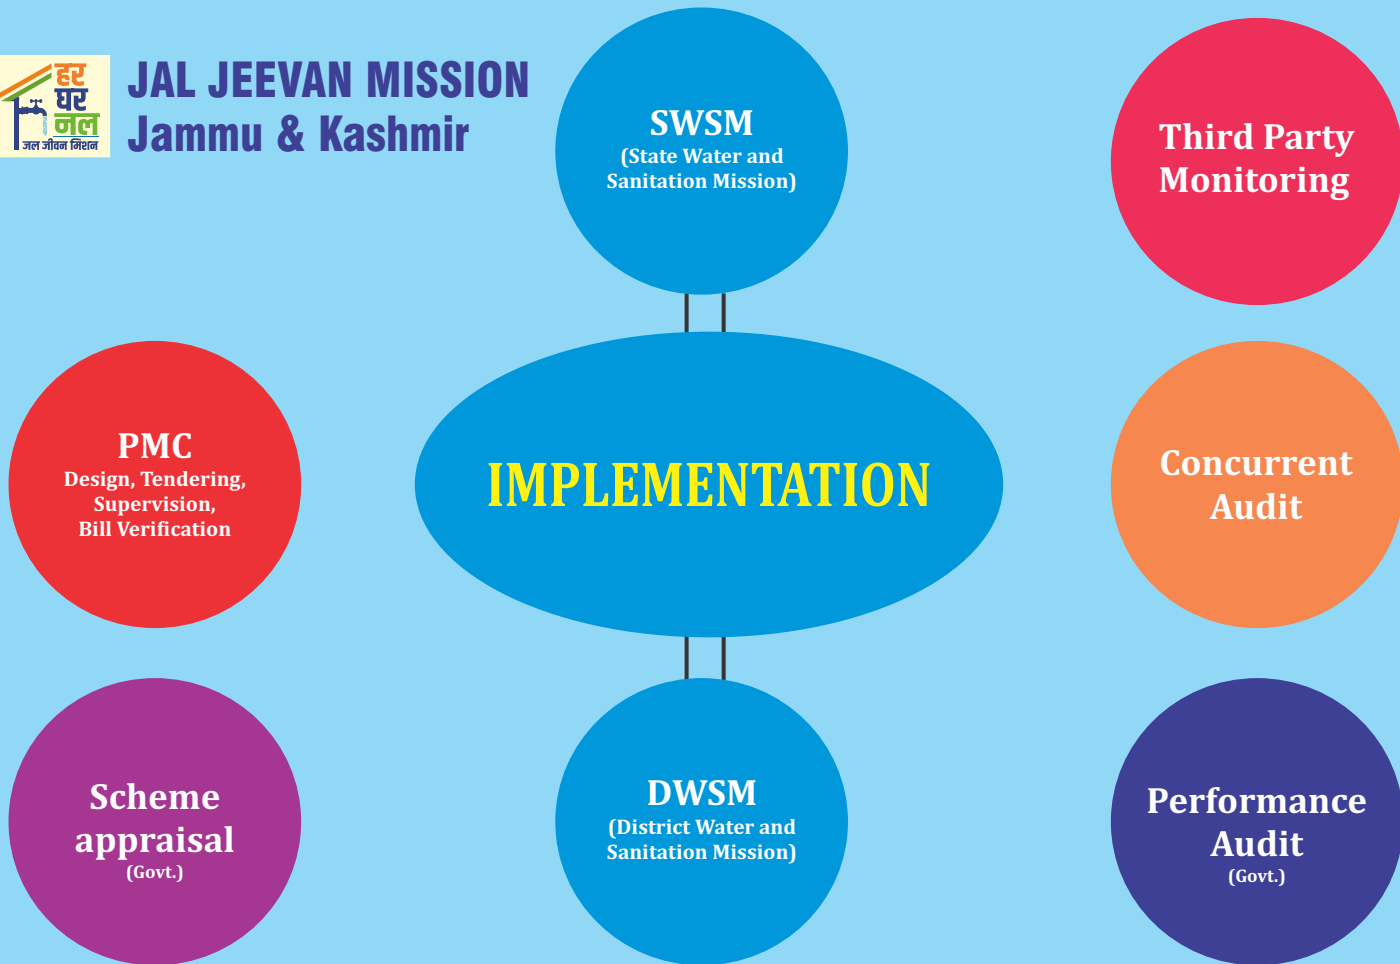 हर
घर
नल
जल जीवन मिशन
JAL JEEVAN MISSION
Jammu & Kashmir
SWSM
(State Water and
Sanitation Mission)
Third Party
Monitoring
PMC
Design, Tendering,
Supervision,
Bill Verification
IMPLEMENTATION
Concurrent
Audit
Scheme
appraisal
(Govt.)
DWSM
(District Water and
Sanitation Mission)
Performance
Audit
(Govt.)